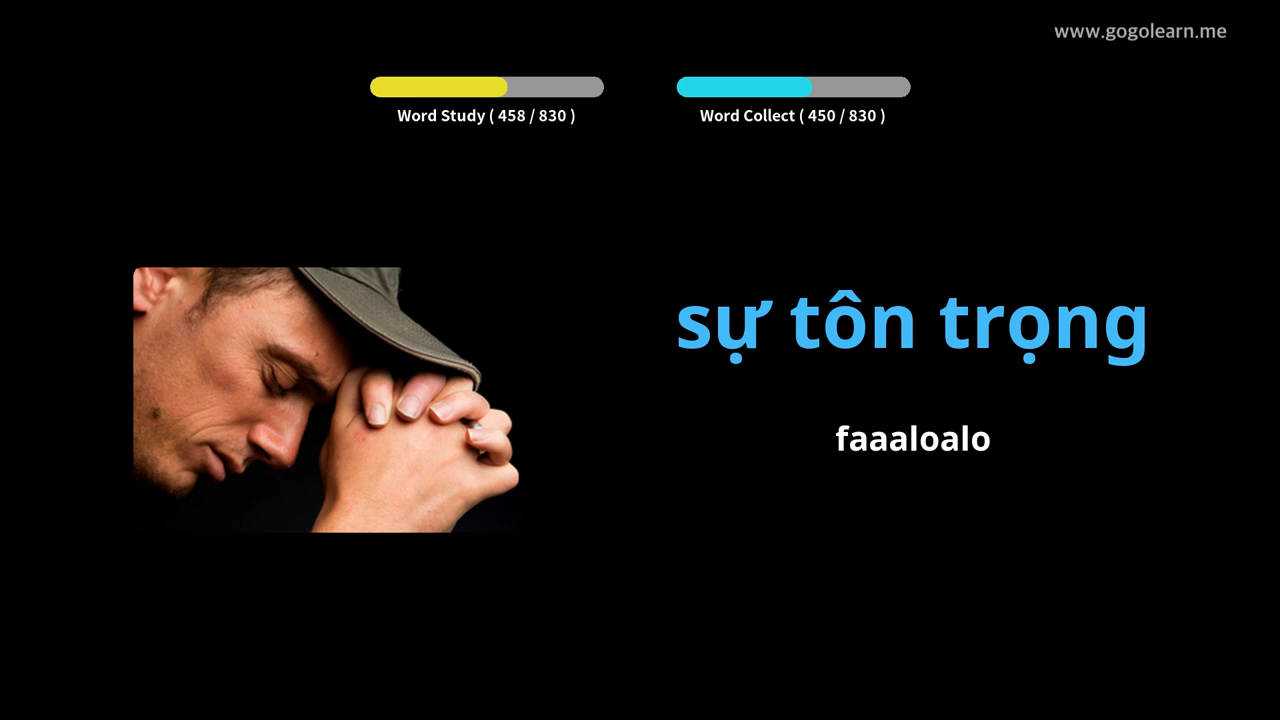 www.gogolearn.me
Word Study ( 458 / 830 )
Word Collect ( 450 / 830 )
sự tôn trọng
faaaloalo